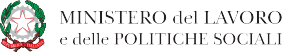 MINISTERO del LAVORO
e delle POLITICHE SOCIALI